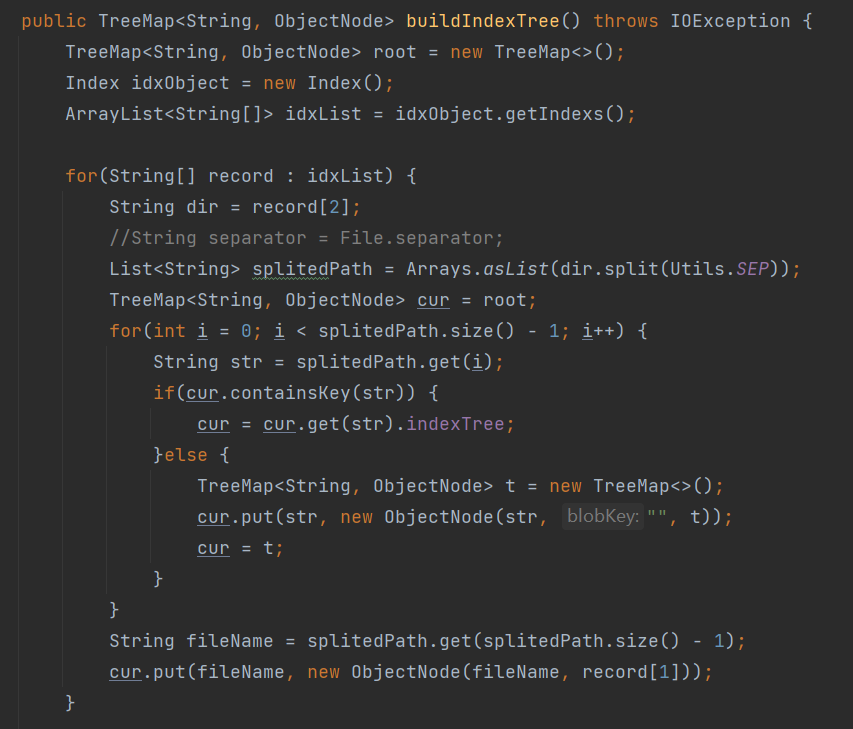 public TreeMap<String, ObjectNode> buildIndexTree() throws IOException {
    TreeMap<String, ObjectNode> root = new TreeMap<>();
    Index idxObject = new Index();
    ArrayList<String[]> idxList = idxObject.getIndexs();

    for(String[] record : idxList) {
        String dir = record[2];
        //String separator = File.separator;
        List<String> splitedPath = Arrays.asList(dir.split(Utils.SEP));
        TreeMap<String, ObjectNode> cur = root;
        for(int i = 0; i < splitedPath.size() - 1; i++) {
            String str = splitedPath.get(i);
            if(cur.containsKey(str)) {
                cur = cur.get(str).indexTree;
            }else {
                TreeMap<String, ObjectNode> t = new TreeMap<>();
                cur.put(str, new ObjectNode(str, blobKey: "", t));
                cur = t;
            }
        }
        String fileName = splitedPath.get(splitedPath.size() - 1);
        cur.put(fileName, new ObjectNode(fileName, record[1]));
    }